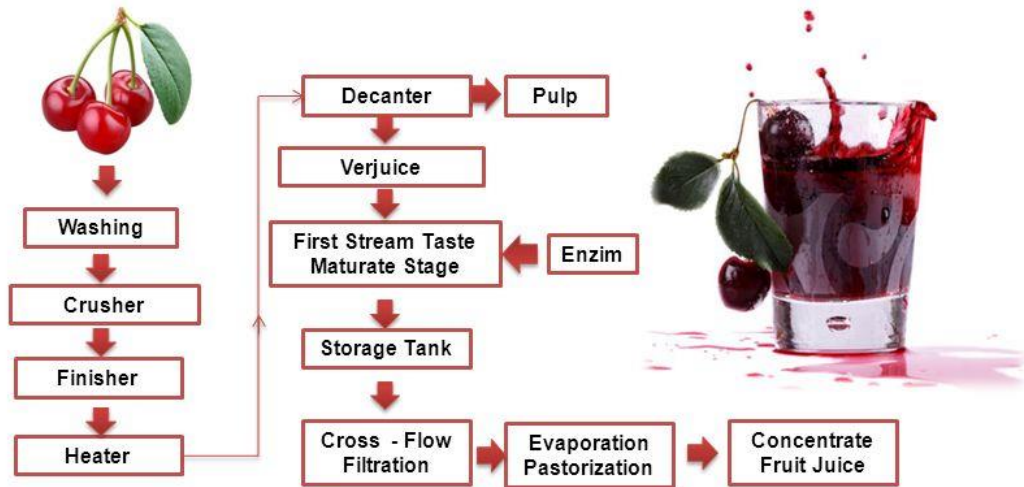 Washing
Crusher
Finisher
Heater
Decanter
Pulp
Verjuice
First Stream Taste
Maturate Stage
Enzim
Storage Tank
Cross - Flow
Filtration
Evaporation
Pastorization
Concentrate
Fruit Juice